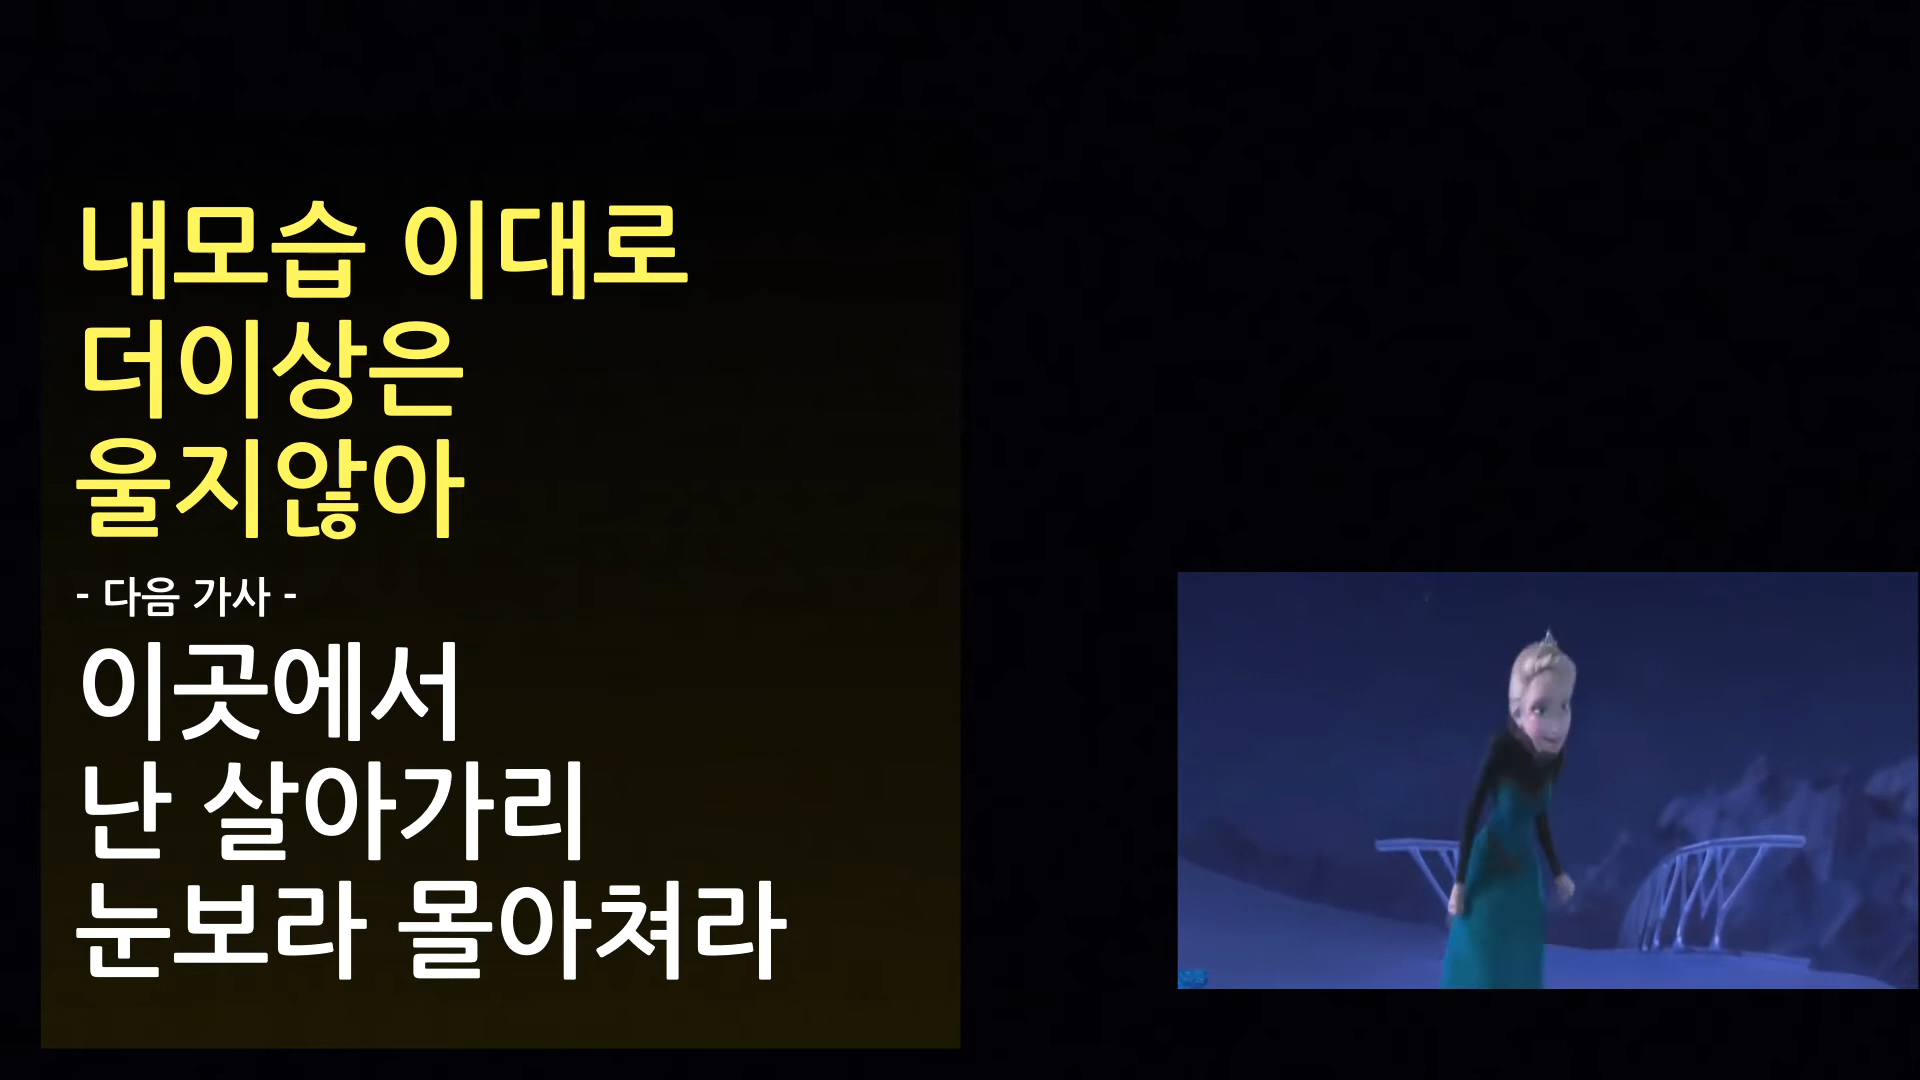 내모습 이대로
더이상은
울지않아
- 다음 가사 -
이곳에서
난 살아가리
눈보라 몰아쳐라